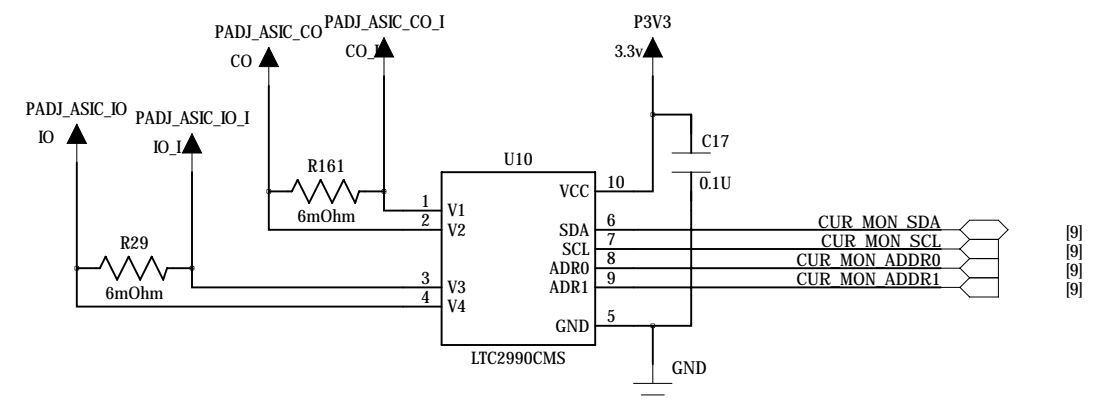 PADJ_ASIC_CO
PADJ_ASIC_CO_I
P3V3
CO
CO_I
3.3v
PADJ_ASIC_IO
PADJ_ASIC_IO_I
IO
IO_I
C17
0.1U
R161
6mOhm
U10
VCC 10
1 V1
2 V2
SDA 6 CUR_MON_SDA [9]
SCL 7 CUR_MON_SCL [9]
R29
6mOhm
ADR0 8 CUR_MON_ADDR0 [9]
3 V3
ADR1 9 CUR_MON_ADDR1 [9]
4 V4
GND 5
LTC2990CMS
GND